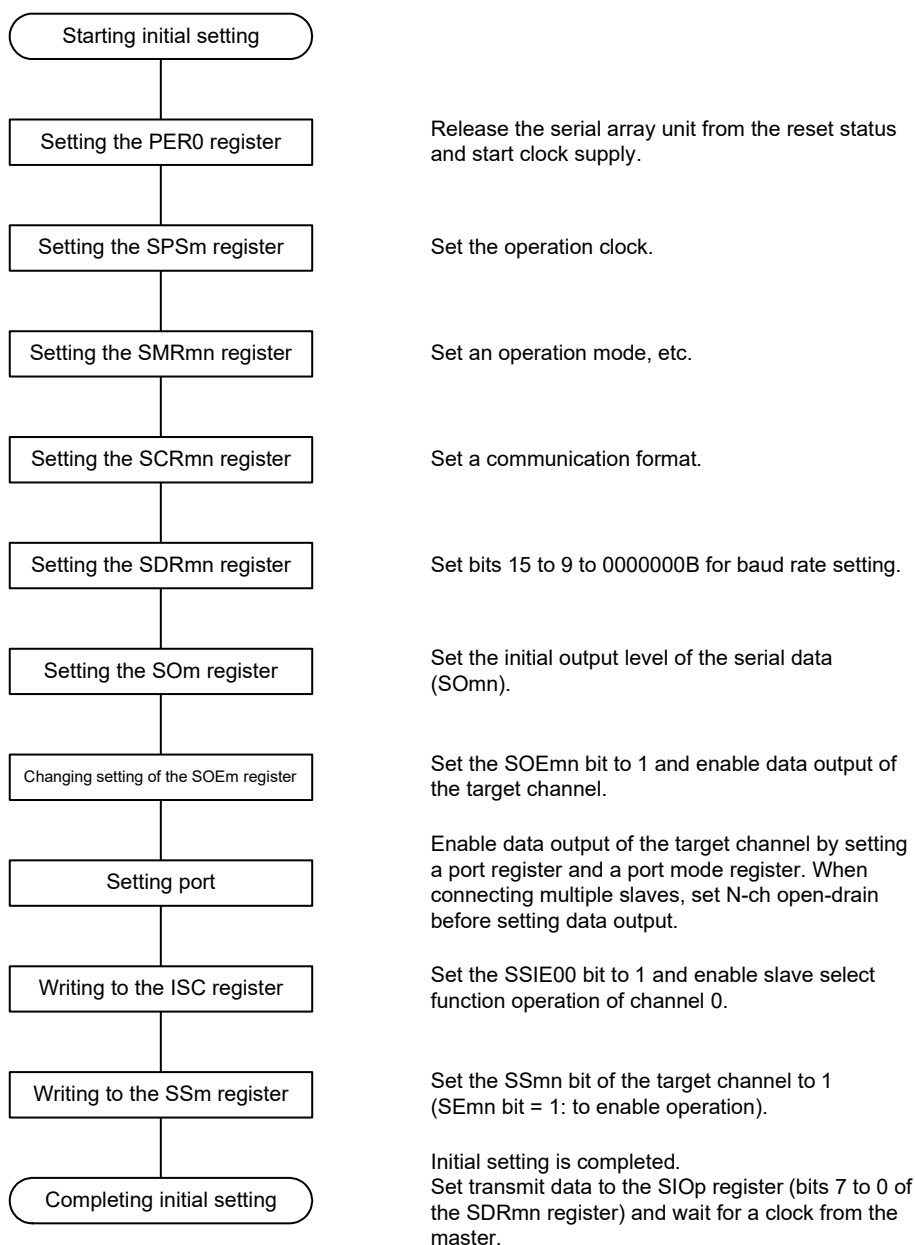 Starting initial setting
Setting the PER0 register
Release the serial array unit from the reset status
and start clock supply.
Setting the SPSm register
Set the operation clock.
Setting the SMRmn register
Set an operation mode, etc.
Setting the SCRmn register
Set a communication format.
Setting the SDRmn register
Set bits 15 to 9 to 0000000B for baud rate setting.
Setting the SOm register
Set the initial output level of the serial data
(SOmn).
Changing setting of the SOEm register
Set the SOEmn bit to 1 and enable data output of
the target channel.
Setting port
Enable data output of the target channel by setting
a port register and a port mode register. When
connecting multiple slaves, set N-ch open-drain
before setting data output.
Writing to the ISC register
Set the SSIE00 bit to 1 and enable slave select
function operation of channel 0.
Writing to the SSm register
Set the SSmn bit of the target channel to 1
(SEmn bit = 1: to enable operation).
Completing initial setting
Initial setting is completed.
Set transmit data to the SIOp register (bits 7 to 0 of
the SDRmn register) and wait for a clock from the
master.